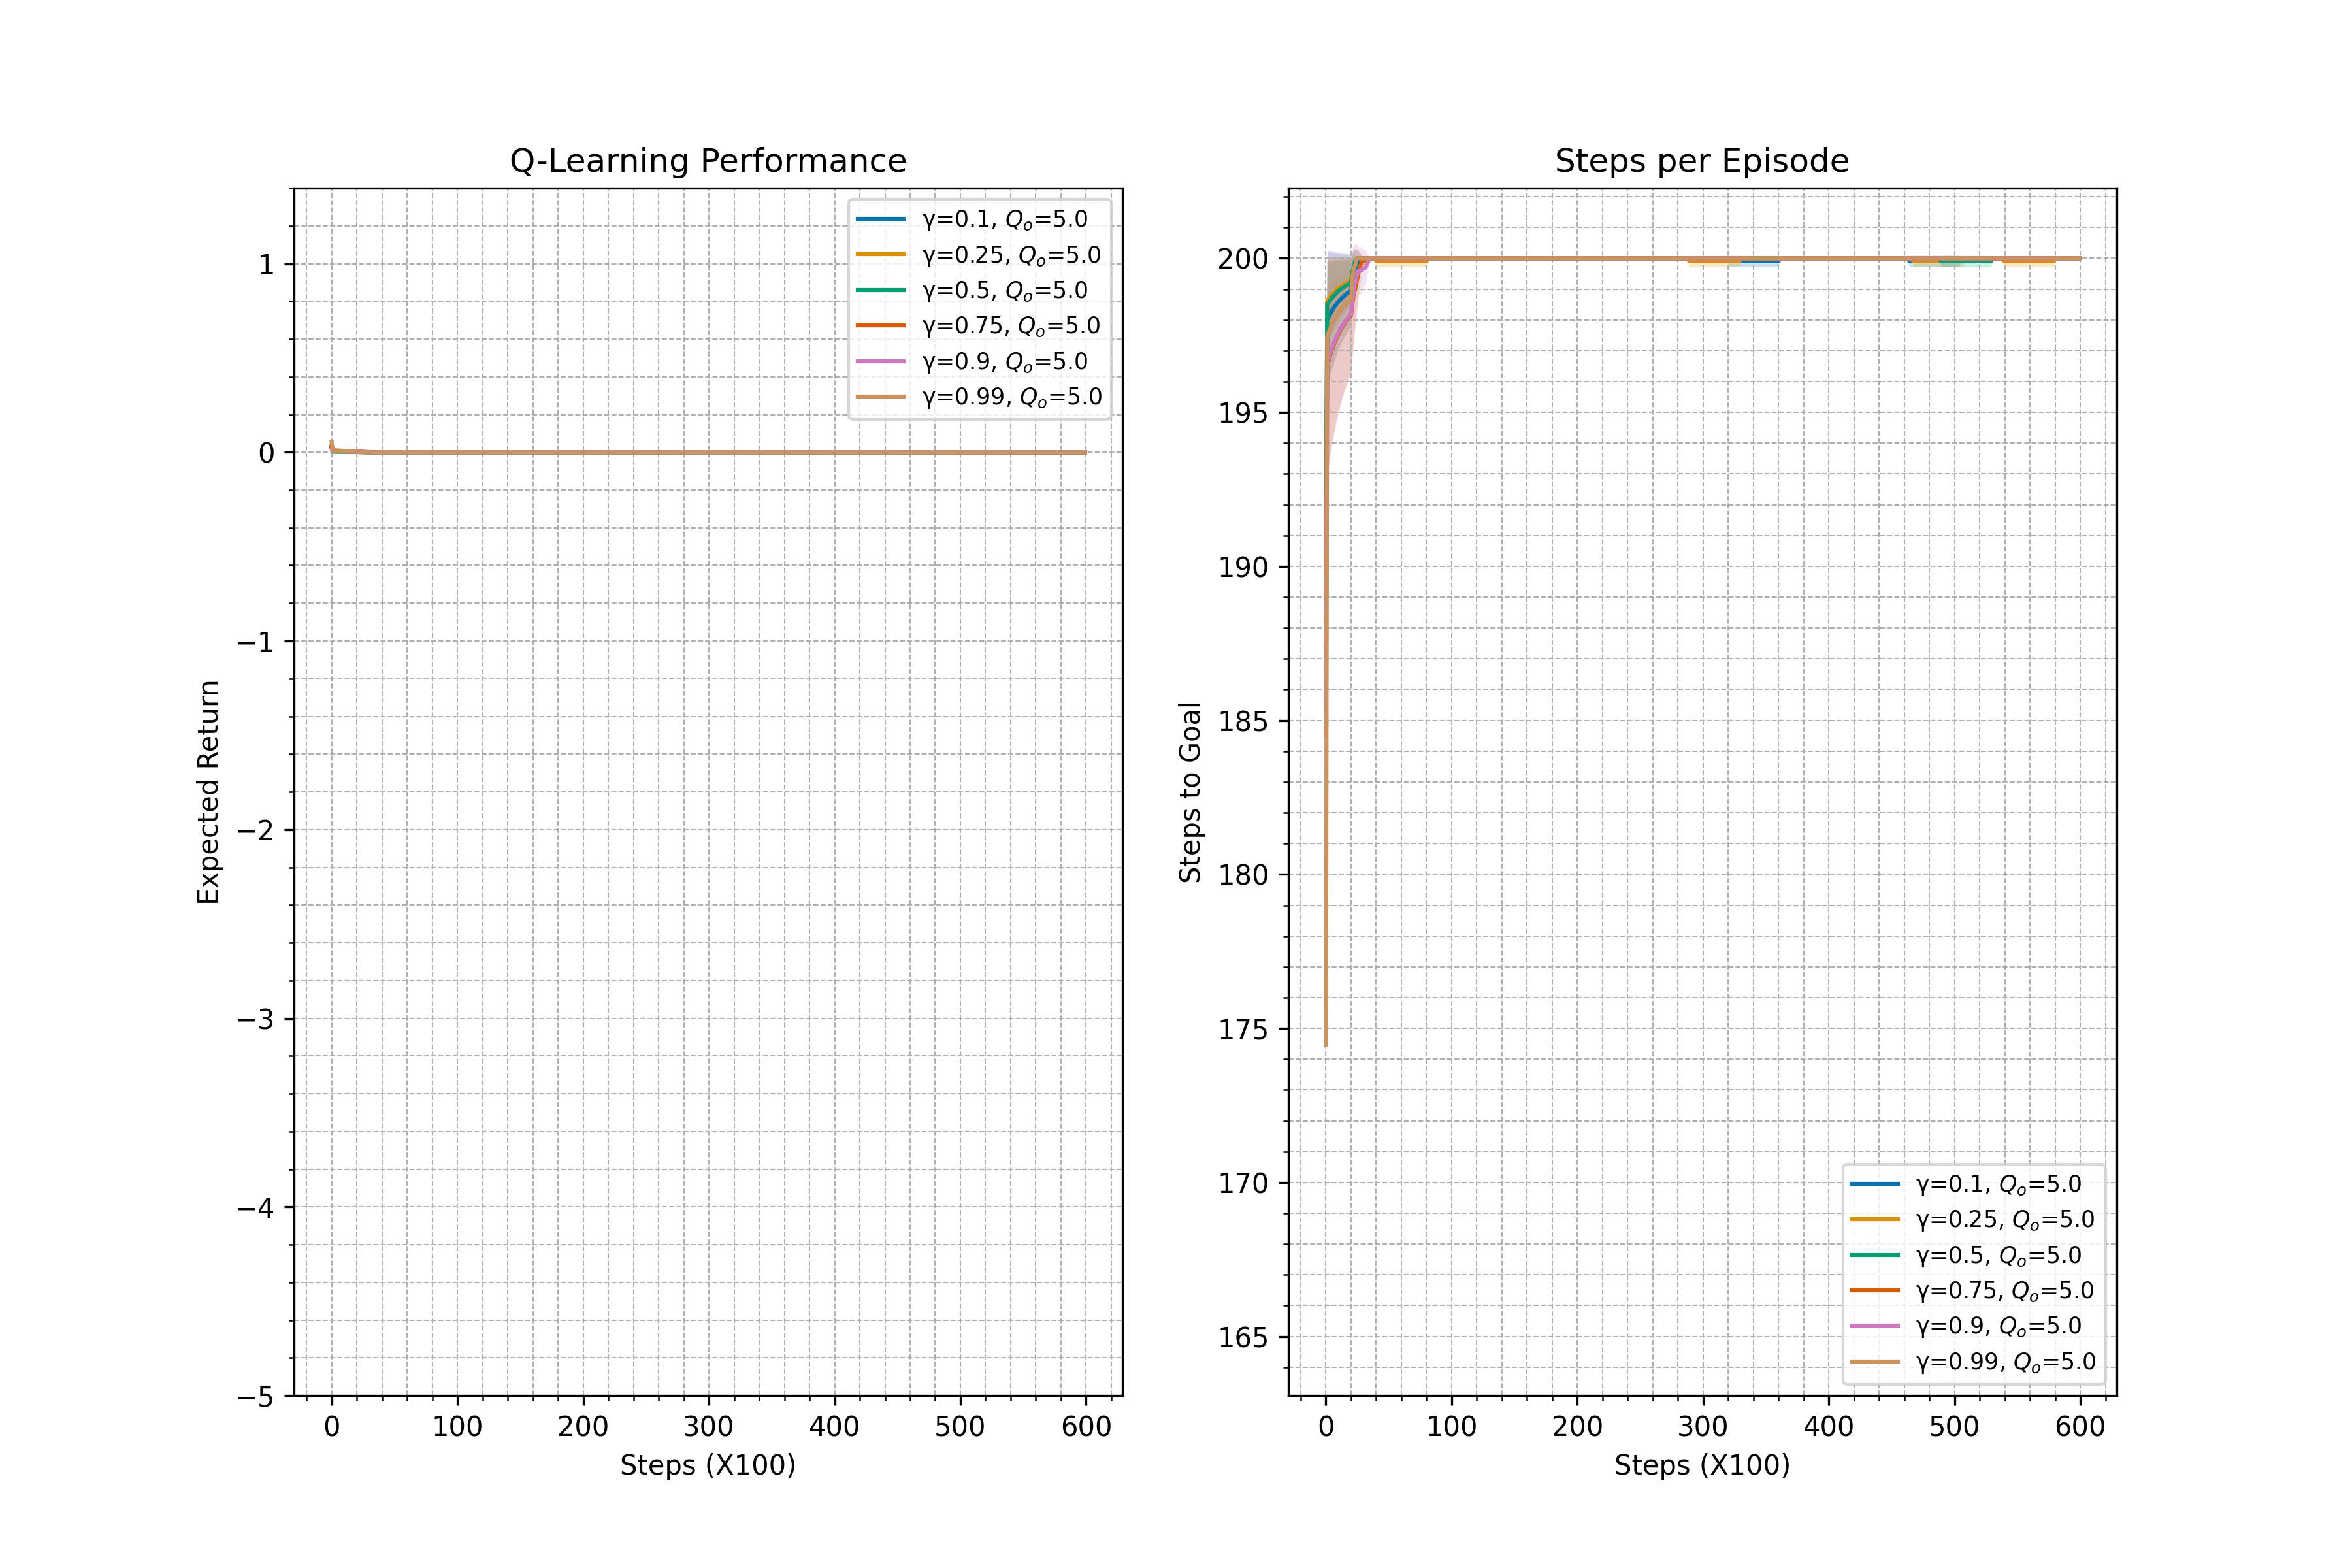 Q-Learning Performance
Expected Return
1
0
−1
−2
−3
−4
−5
γ=0.1, Qo=5.0
γ=0.25, Qo=5.0
γ=0.5, Qo=5.0
γ=0.75, Qo=5.0
γ=0.9, Qo=5.0
γ=0.99, Qo=5.0
0 100 200 300 400 500 600
Steps (X100)
Steps per Episode
Steps to Goal
200
195
190
185
180
175
170
165
γ=0.1, Qo=5.0
γ=0.25, Qo=5.0
γ=0.5, Qo=5.0
γ=0.75, Qo=5.0
γ=0.9, Qo=5.0
γ=0.99, Qo=5.0
0 100 200 300 400 500 600
Steps (X100)